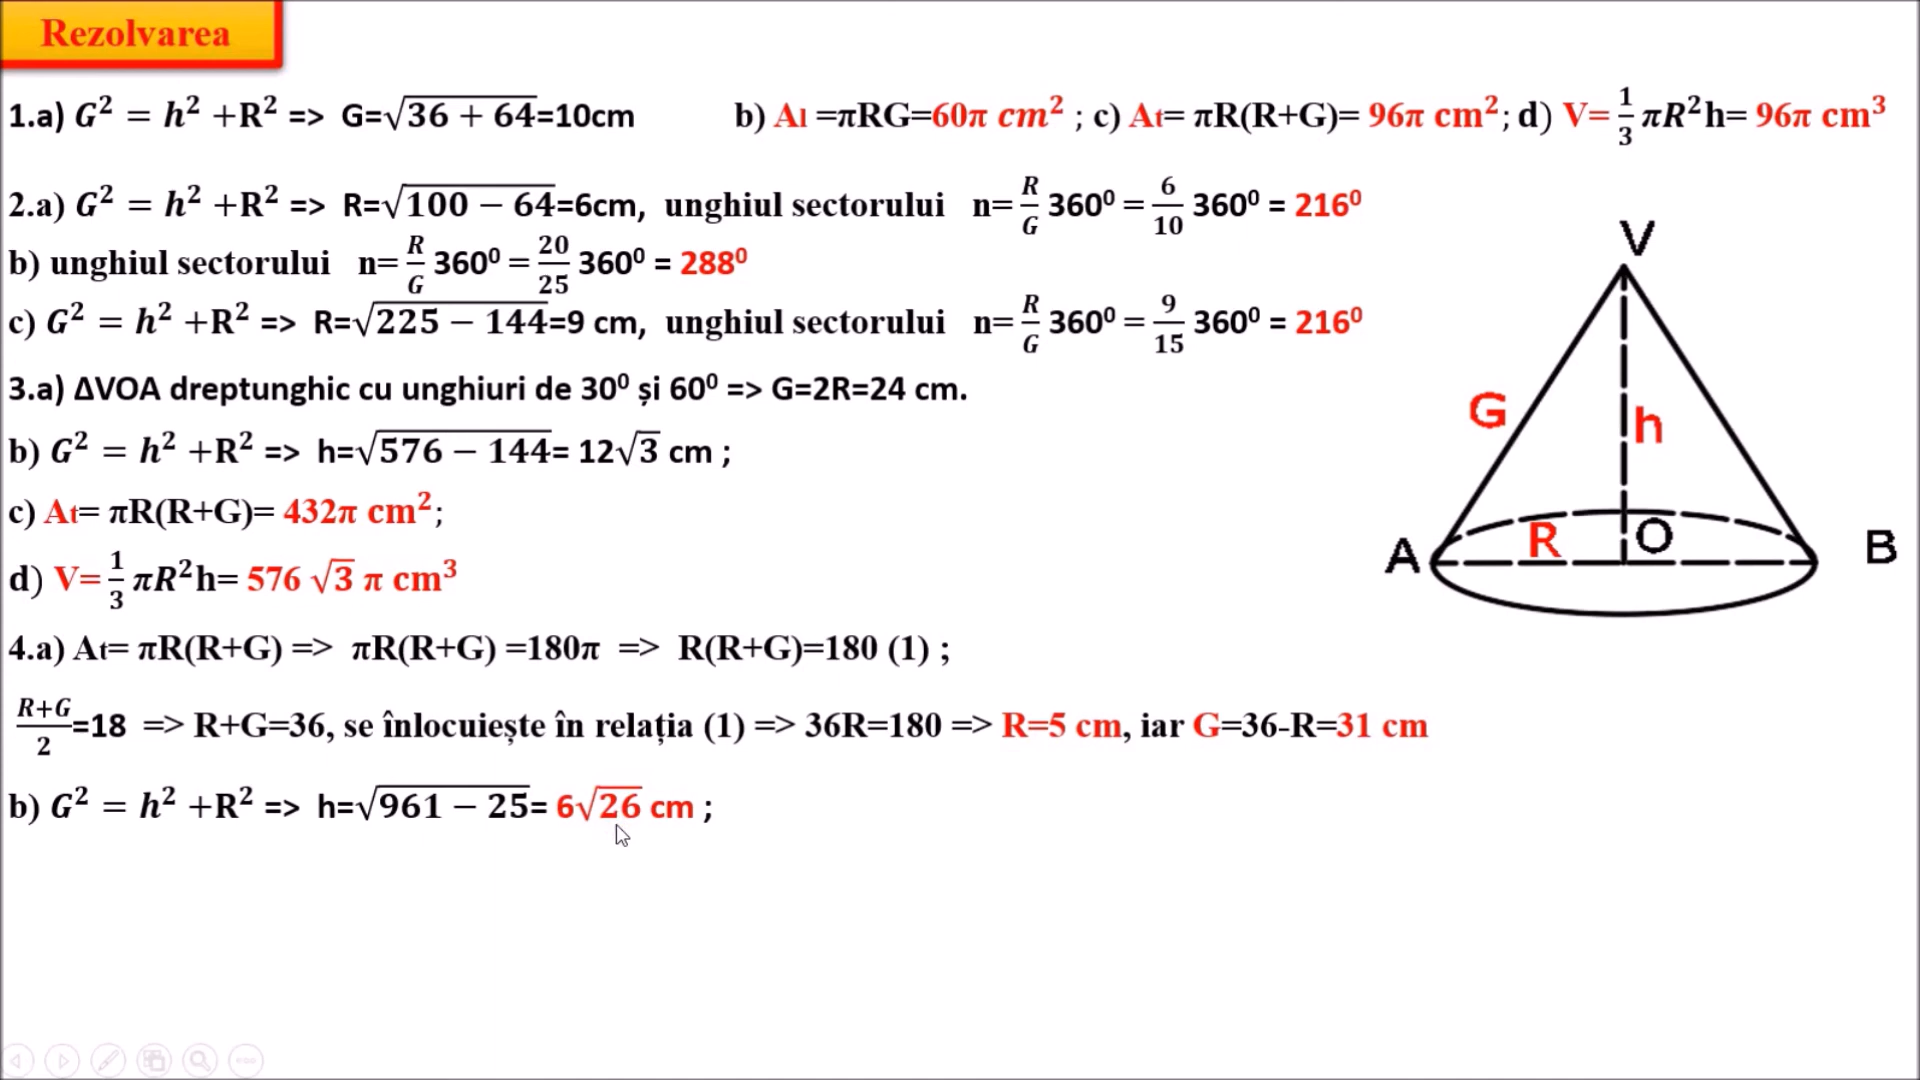 Rezolvarea
1.a) G² = h² +R² => G=√36 + 64=10cm b) Al =πRG=60π cm² ; c) At= πR(R+G)= 96π cm²; d) V= 1/3 πR²h= 96π cm³
2.a) G² = h² +R² => R=√100 − 64=6cm, unghiul sectorului n= R/G 360⁰ = 6/10 360⁰ = 216⁰
b) unghiul sectorului n= R/G 360⁰ = 20/25 360⁰ = 288⁰
c) G² = h² +R² => R=√225 − 144=9 cm, unghiul sectorului n= R/G 360⁰ = 9/15 360⁰ = 216⁰
3.a) ΔVOA dreptunghic cu unghiuri de 30⁰ și 60⁰ => G=2R=24 cm.
b) G² = h² +R² => h=√576 − 144= 12√3 cm ;
c) At= πR(R+G)= 432π cm²;
d) V= 1/3 πR²h= 576 √3 π cm³
4.a) At= πR(R+G) => πR(R+G) =180π => R(R+G)=180 (1) ;
R+G/2=18 => R+G=36, se înlocuiește în relația (1) => 36R=180 => R=5 cm, iar G=36-R=31 cm
b) G² = h² +R² => h=√961 − 25= 6√26 cm ;
V
G
h
A
R
O
B